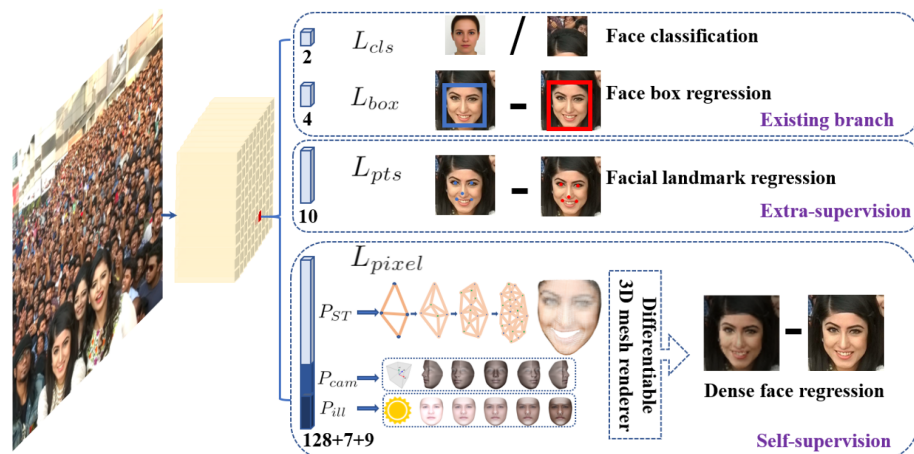 L_cls
Face classification
2
L_box
Face box regression
4
Existing branch
L_pts
Facial landmark regression
10
Extra-supervision
L_pixel
P_ST
P_cam
P_ill
128+7+9
Differentiable
3D mesh renderer
Dense face regression
Self-supervision